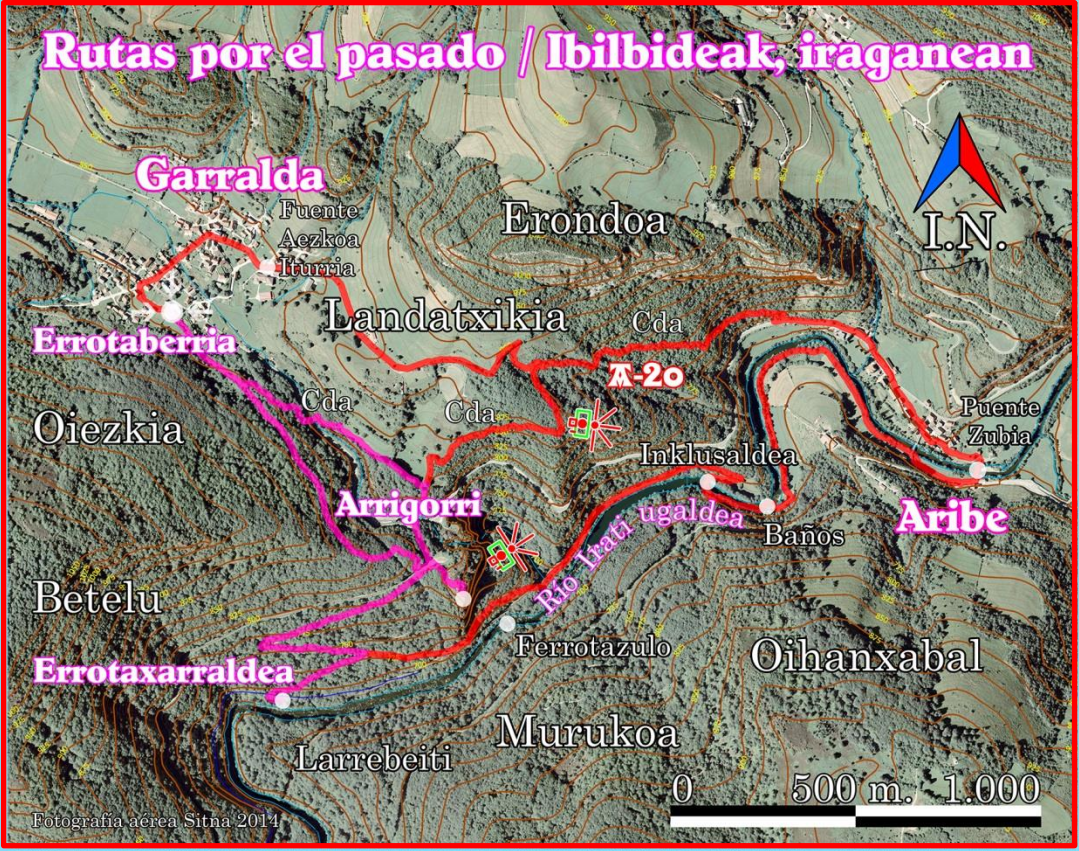 Rutas por el pasado / Ibilbideak, iraganean
Garralda
Fuente
Aezkoa
Iturria
Erondoa
I.N.
Landatxikia
Cda
Errotaberria
A-20
Cda
Cda
Oiezkia
Puente
Zubia
Inklusaldea
Arrigorri
Aribe
Río Irati ugaldea
Baños
Betelu
Ferrotazulo
Oihanxabal
Errotaxarraldea
Murukoa
Larrebeiti
0 500 m. 1.000
Fotografía aérea Sitna 2014